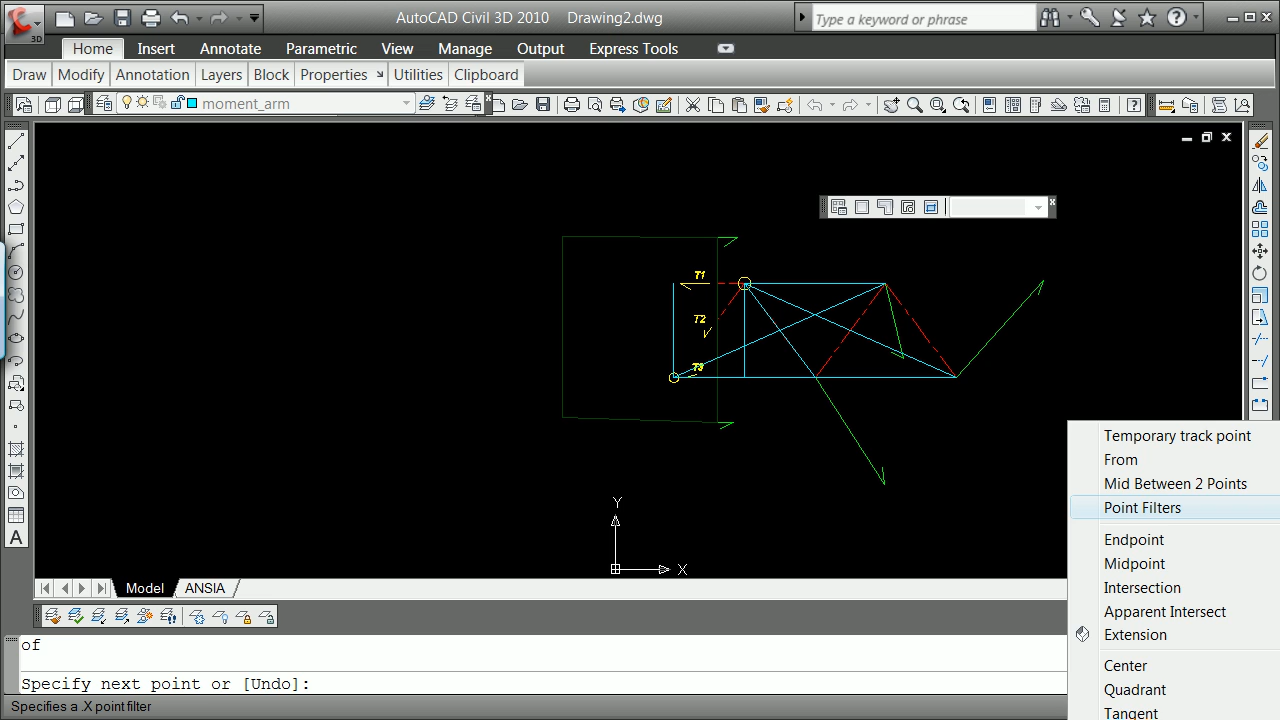 AutoCAD Civil 3D 2010 Drawing2.dwg
Type a keyword or phrase
3D
Home Insert Annotate Parametric View Manage Output Express Tools
Draw Modify Annotation Layers Block Properties Utilities Clipboard
moment_arm
T1
T2
T3
Y
X
A
Model ANSIA
Temporary track point
From
Mid Between 2 Points
Point Filters
Endpoint
Midpoint
Intersection
Apparent Intersect
Extension
Center
Quadrant
Tangent
of
Specify next point or [Undo]:
Specifies a .X point filter